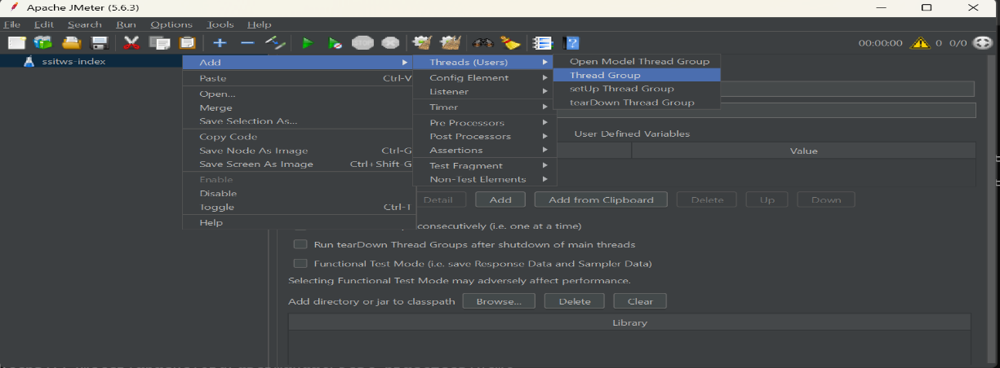 Apache JMeter (5.6.3)
File Edit Search Run Options Tools Help
00:00:00 0 0/0
ssitws-index
Add
Paste Ctrl-V
Open...
Merge
Save Selection As...
Copy Code
Save Node As Image Ctrl-G
Save Screen As Image Ctrl+Shift-G
Enable
Disable
Toggle Ctrl-T
Help
Threads (Users)
Config Element
Listener
Timer
Pre Processors
Post Processors
Assertions
Test Fragment
Non-Test Elements
Open Model Thread Group
Thread Group
setUp Thread Group
tearDown Thread Group
User Defined Variables
Value
Detail Add Add from Clipboard Delete Up Down
consecutively (i.e. one at a time)
Run tearDown Thread Groups after shutdown of main threads
Functional Test Mode (i.e. save Response Data and Sampler Data)
Selecting Functional Test Mode may adversely affect performance.
Add directory or jar to classpath Browse... Delete Clear
Library